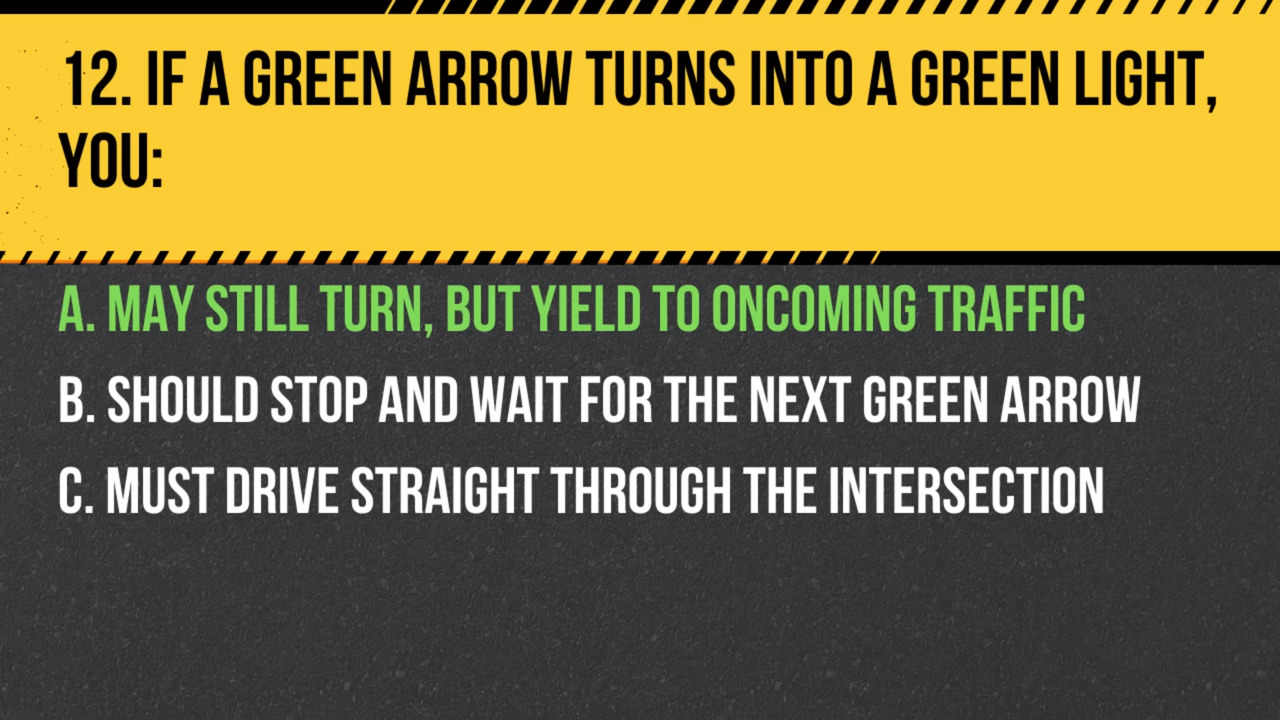 12. IF A GREEN ARROW TURNS INTO A GREEN LIGHT,
YOU:
A. MAY STILL TURN, BUT YIELD TO ONCOMING TRAFFIC
B. SHOULD STOP AND WAIT FOR THE NEXT GREEN ARROW
C. MUST DRIVE STRAIGHT THROUGH THE INTERSECTION